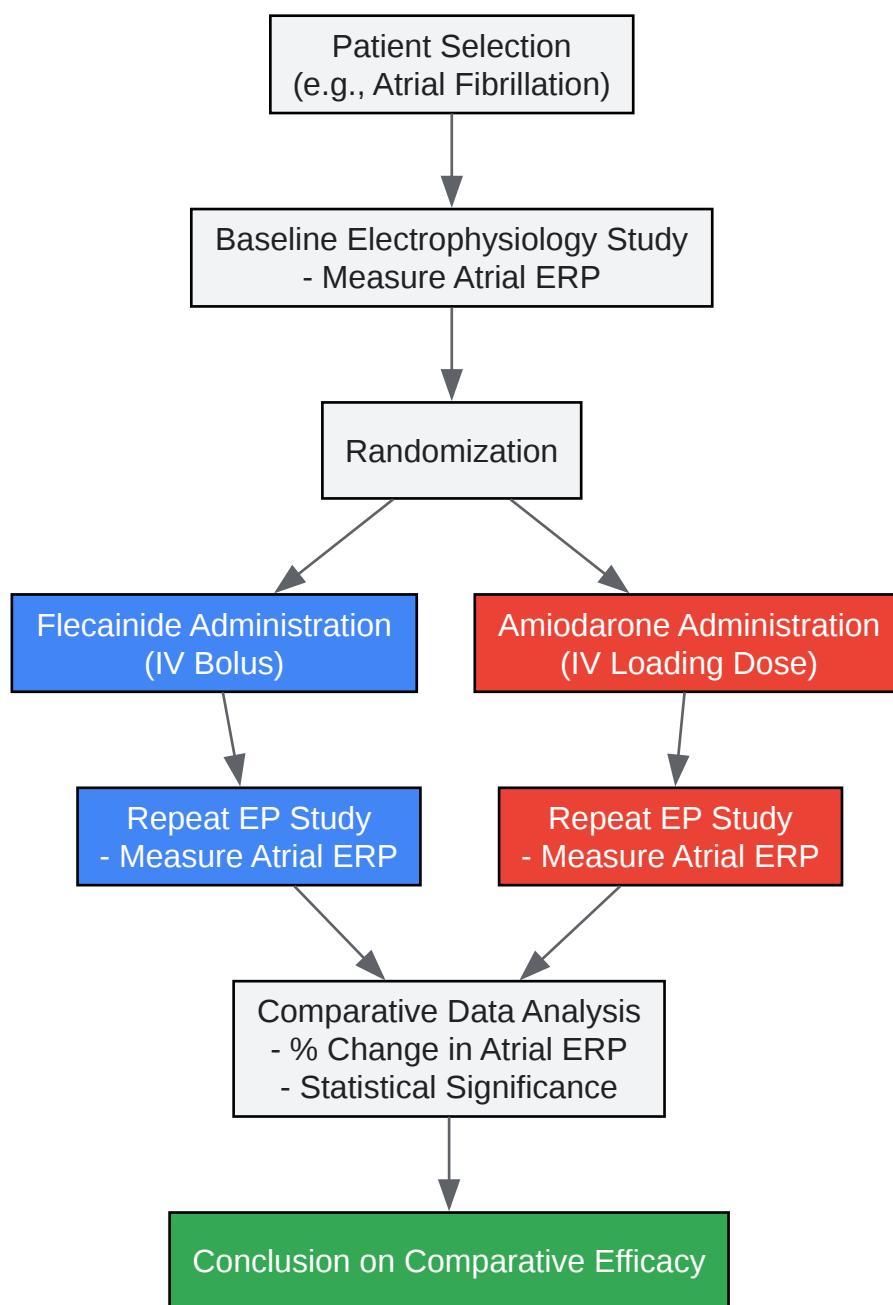 Patient Selection
(e.g., Atrial Fibrillation)
Baseline Electrophysiology Study
- Measure Atrial ERP
Randomization
Flecainide Administration
(IV Bolus)
Amiodarone Administration
(IV Loading Dose)
Repeat EP Study
- Measure Atrial ERP
Repeat EP Study
- Measure Atrial ERP
Comparative Data Analysis
- % Change in Atrial ERP
- Statistical Significance
Conclusion on Comparative Efficacy